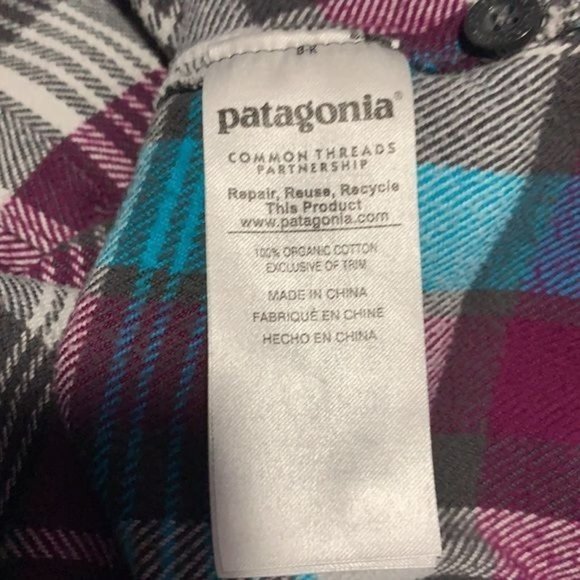 patagonia®
COMMON THREADS
PARTNERSHIP
Repair, Reuse, Recycle
This Product
www.patagonia.com
100% ORGANIC COTTON
EXCLUSIVE OF TRIM
MADE IN CHINA
FABRIQUÉ EN CHINE
HECHO EN CHINA